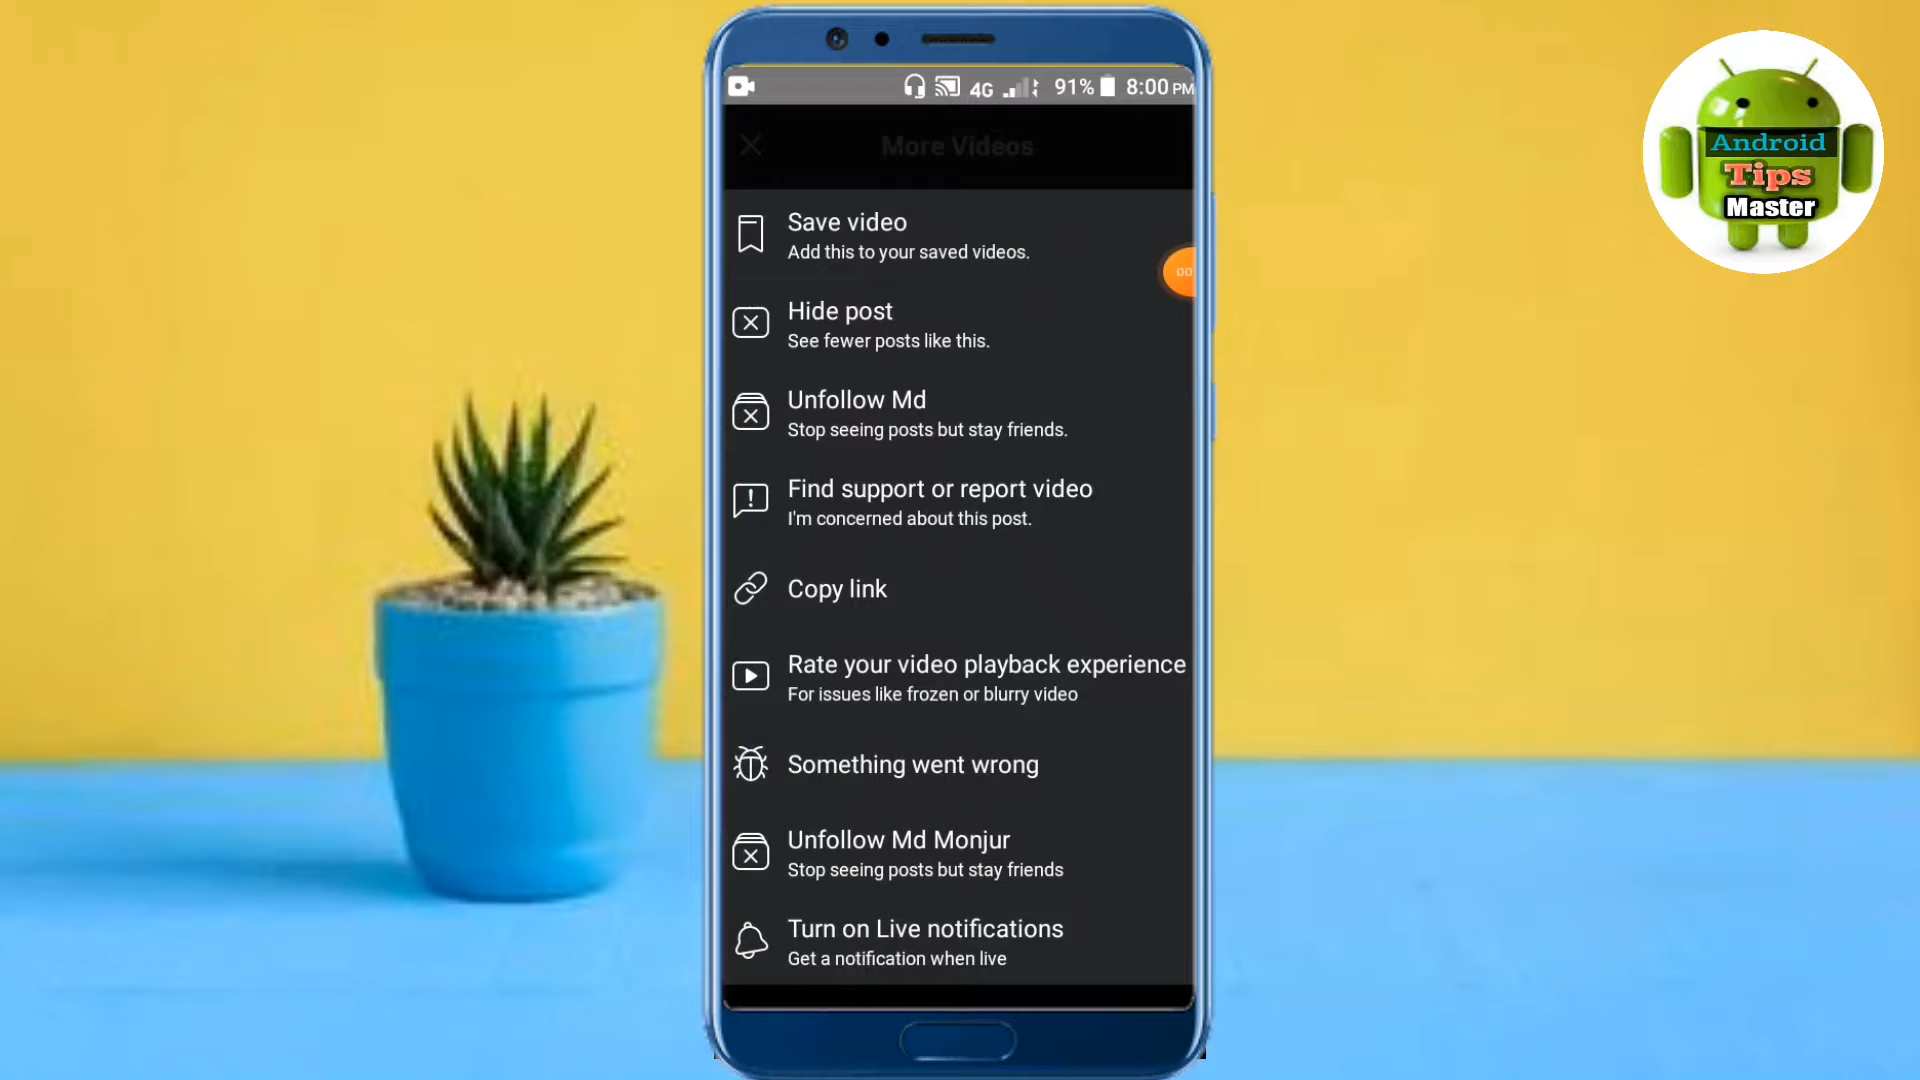 4G 91% 8:00 PM
More Videos
Save video
Add this to your saved videos.
00
Hide post
See fewer posts like this.
Unfollow Md
Stop seeing posts but stay friends.
Find support or report video
I'm concerned about this post.
Copy link
Rate your video playback experience
For issues like frozen or blurry video
Something went wrong
Unfollow Md Monjur
Stop seeing posts but stay friends
Turn on Live notifications
Get a notification when live
Android
Tips
Master